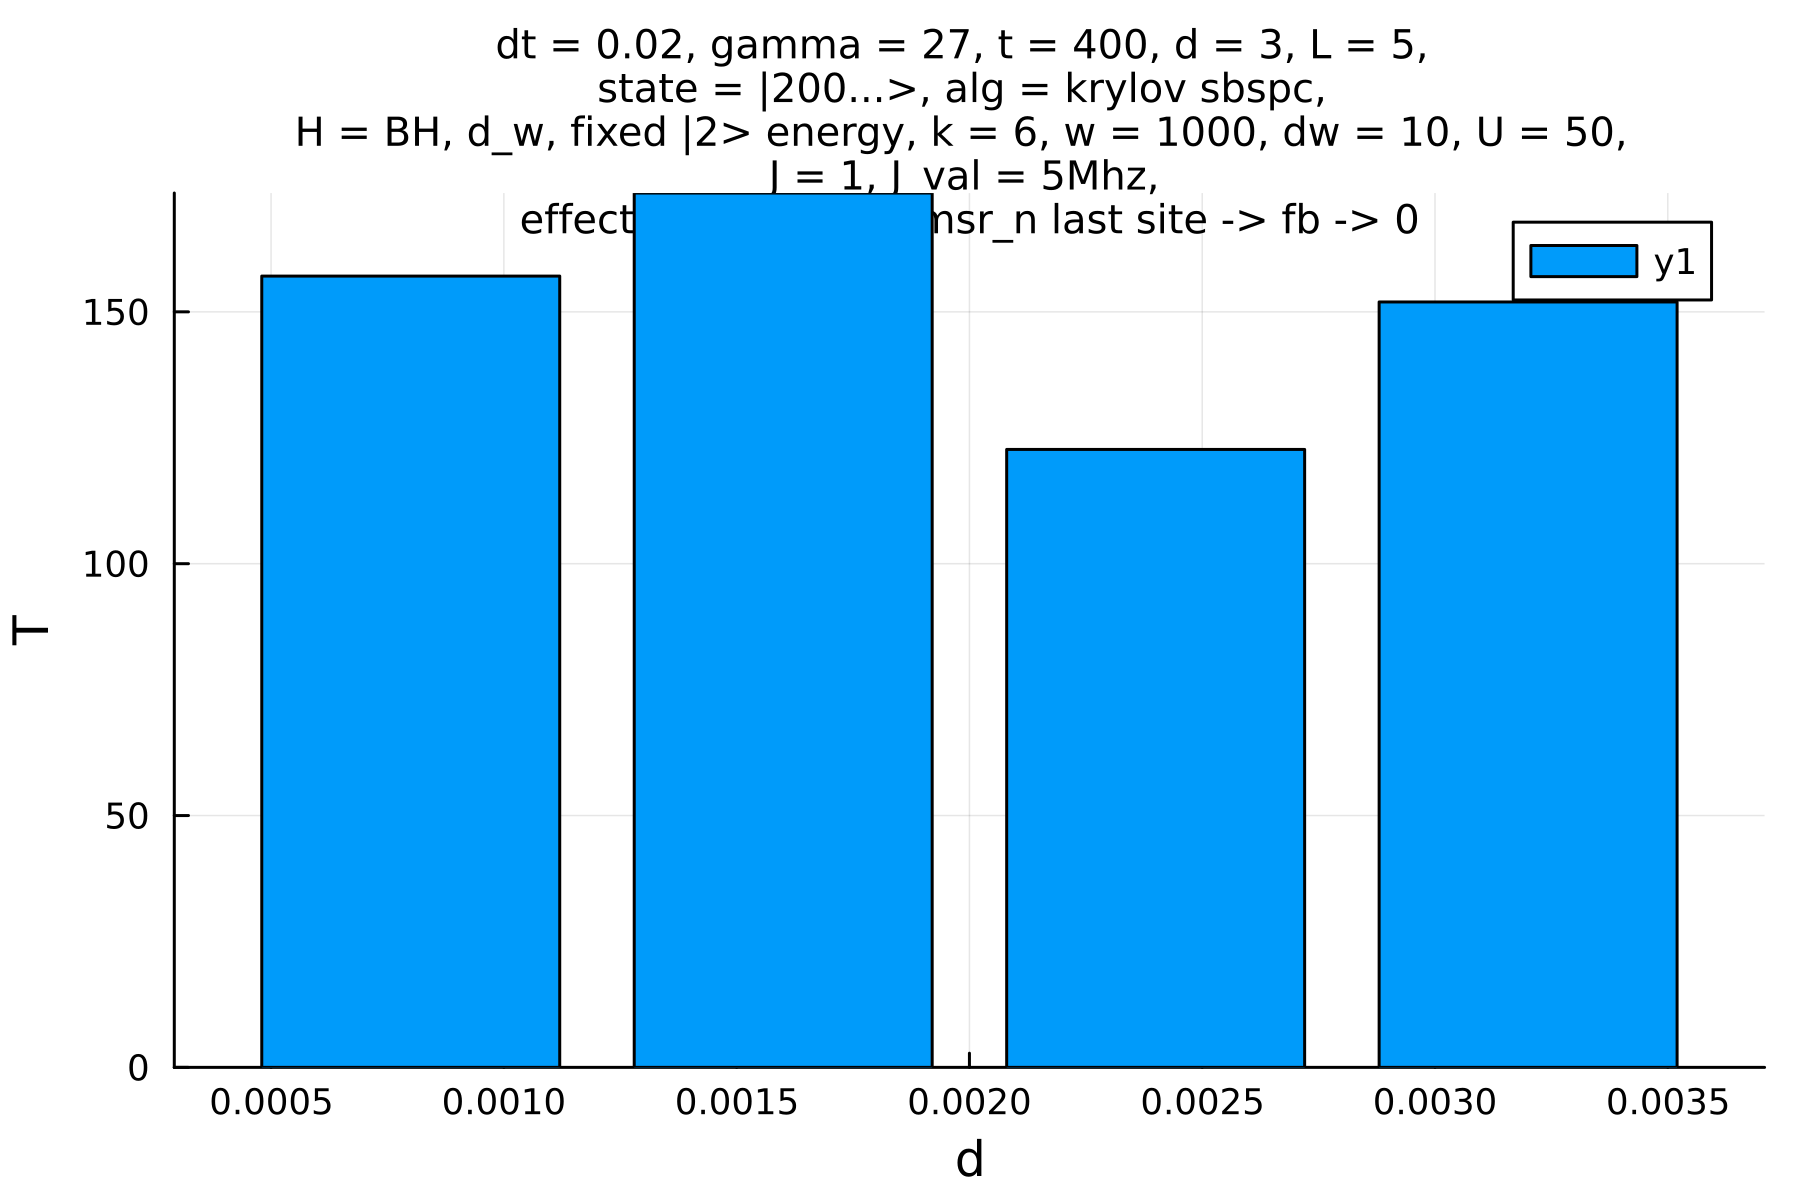 dt = 0.02, gamma = 27, t = 400, d = 3, L = 5,
state = |200...>, alg = krylov sbspc,
H = BH, d_w, fixed |2> energy, k = 6, w = 1000, dw = 10, U = 50,
J = 1, J_val = 5Mhz,
effect msr_n last site -> fb -> 0
y1
150
100
50
0
T
0.0005 0.0010 0.0015 0.0020 0.0025 0.0030 0.0035
d